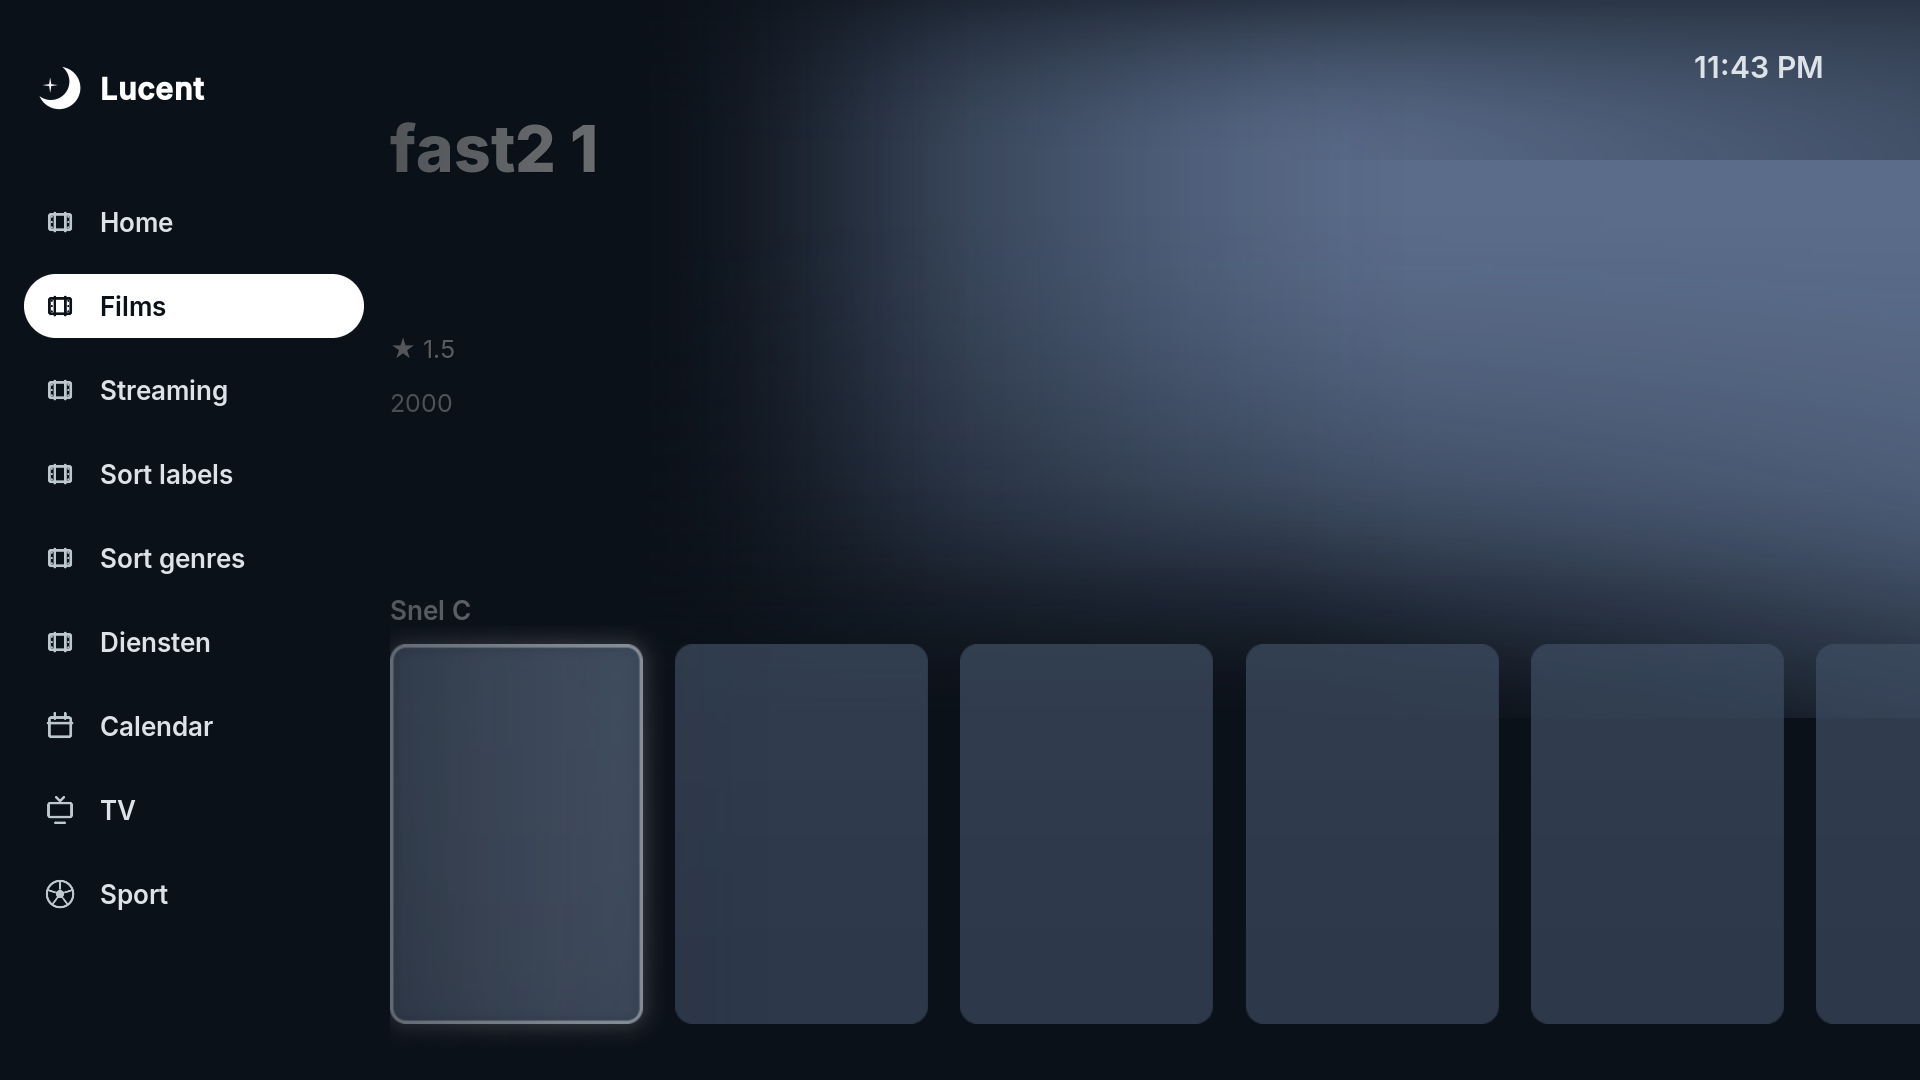 Lucent
11:43 PM
fast2 1
Home
Films
★ 1.5
Streaming
2000
Sort labels
Sort genres
Snel C
Diensten
Calendar
TV
Sport